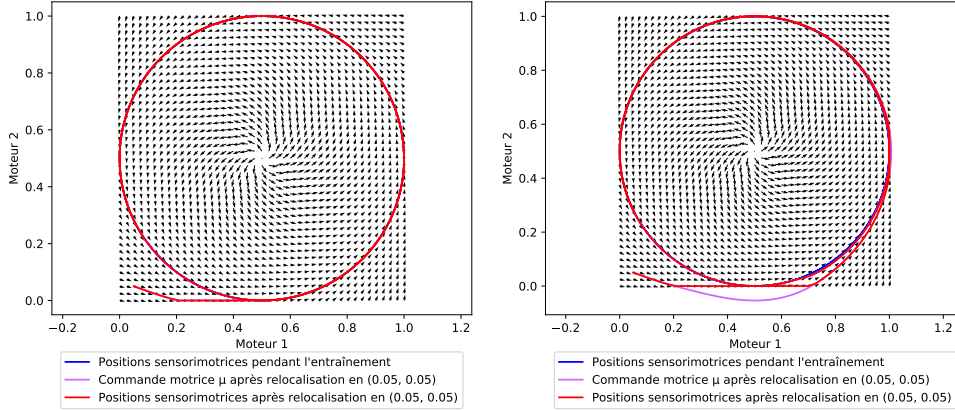 1.0
0.8
0.6
0.4
0.2
0.0
Moteur 2
−0.2 0.0 0.2 0.4 0.6 0.8 1.0 1.2
Moteur 1
Positions sensorimotrices pendant l'entraînement
Commande motrice µ après relocalisation en (0.05, 0.05)
Positions sensorimotrices après relocalisation en (0.05, 0.05)
1.0
0.8
0.6
0.4
0.2
0.0
Moteur 2
−0.2 0.0 0.2 0.4 0.6 0.8 1.0 1.2
Moteur 1
Positions sensorimotrices pendant l'entraînement
Commande motrice µ après relocalisation en (0.05, 0.05)
Positions sensorimotrices après relocalisation en (0.05, 0.05)